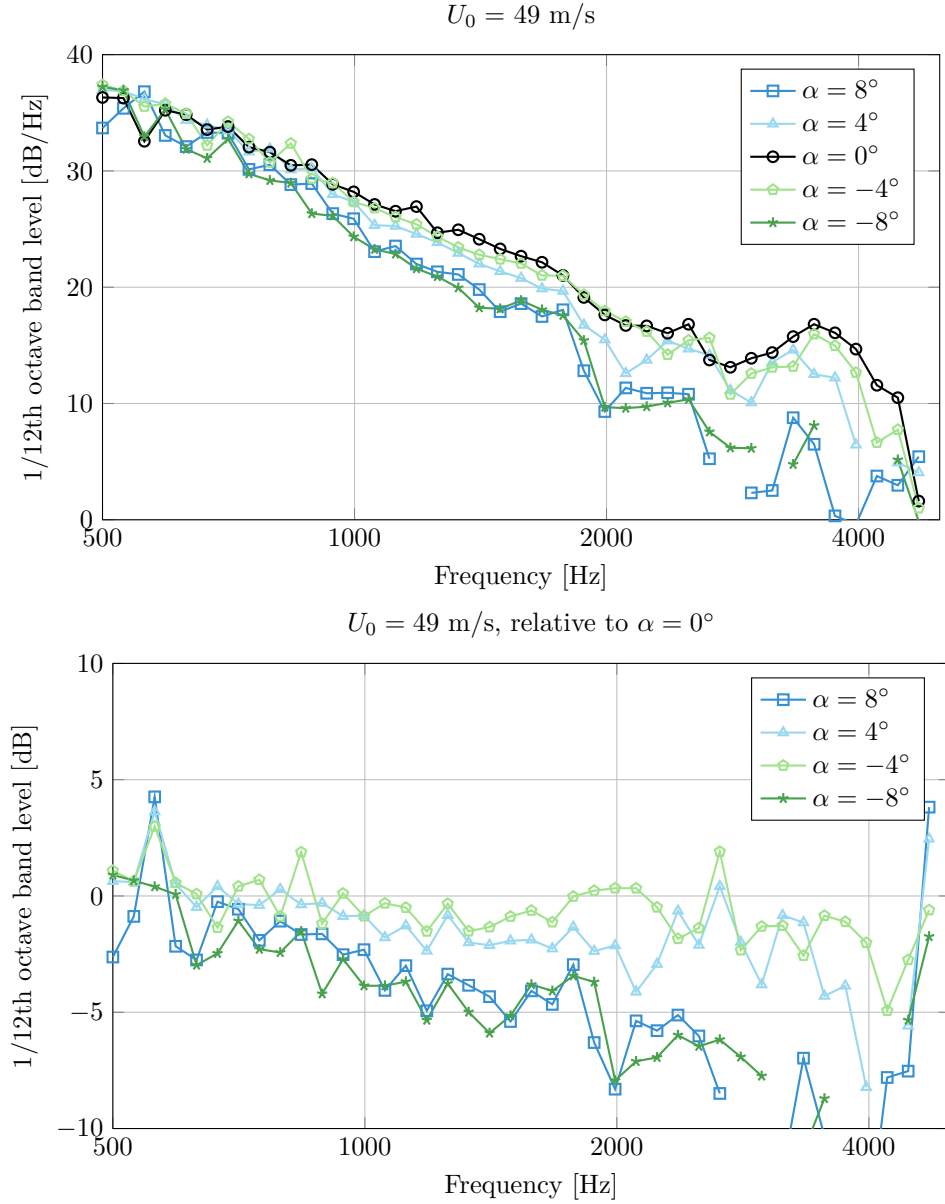 U₀ = 49 m/s
1/12th octave band level [dB/Hz]
40
30
20
10
0
α = 8°
α = 4°
α = 0°
α = −4°
α = −8°
500
1000
2000
4000
Frequency [Hz]
U₀ = 49 m/s, relative to α = 0°
1/12th octave band level [dB]
10
5
0
−5
−10
α = 8°
α = 4°
α = −4°
α = −8°
500
1000
2000
4000
Frequency [Hz]